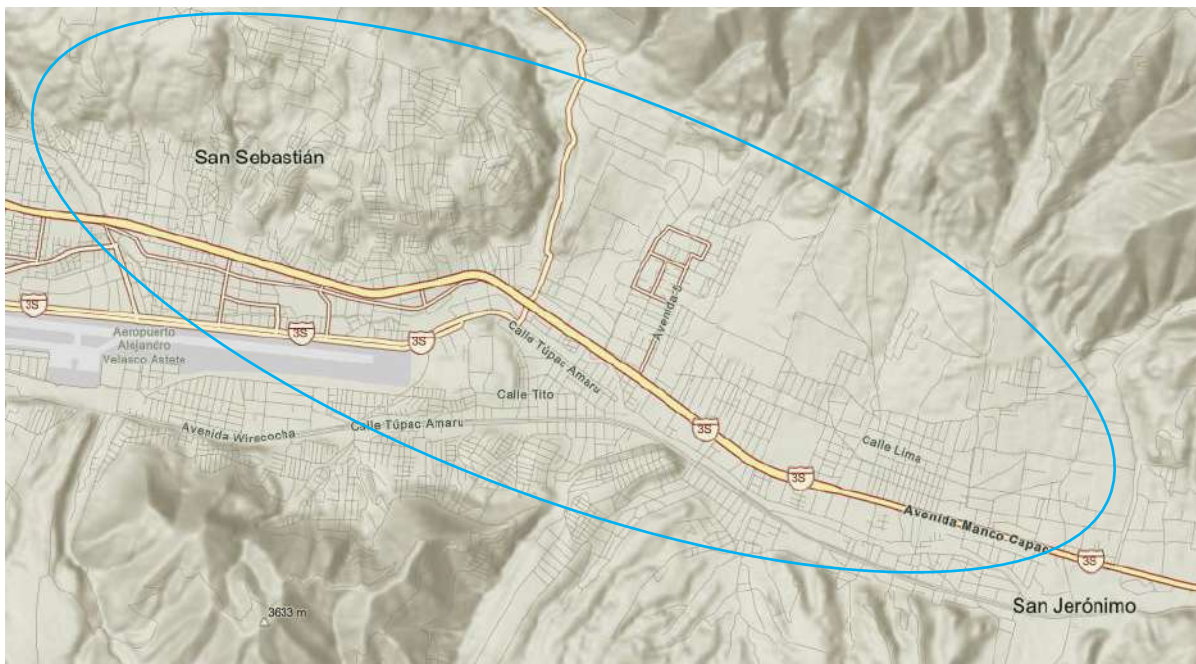 San Sebastián
3S
3S
3S
Aeropuerto
Alejandro
Velasco Astete
Calle Túpac Amaru
Avenida 5
Calle Tito
Avenida Wiracocha
Calle Túpac Amaru
3S
Calle Lima
3S
Avenida Manco Capac
3S
3633 m
San Jerónimo